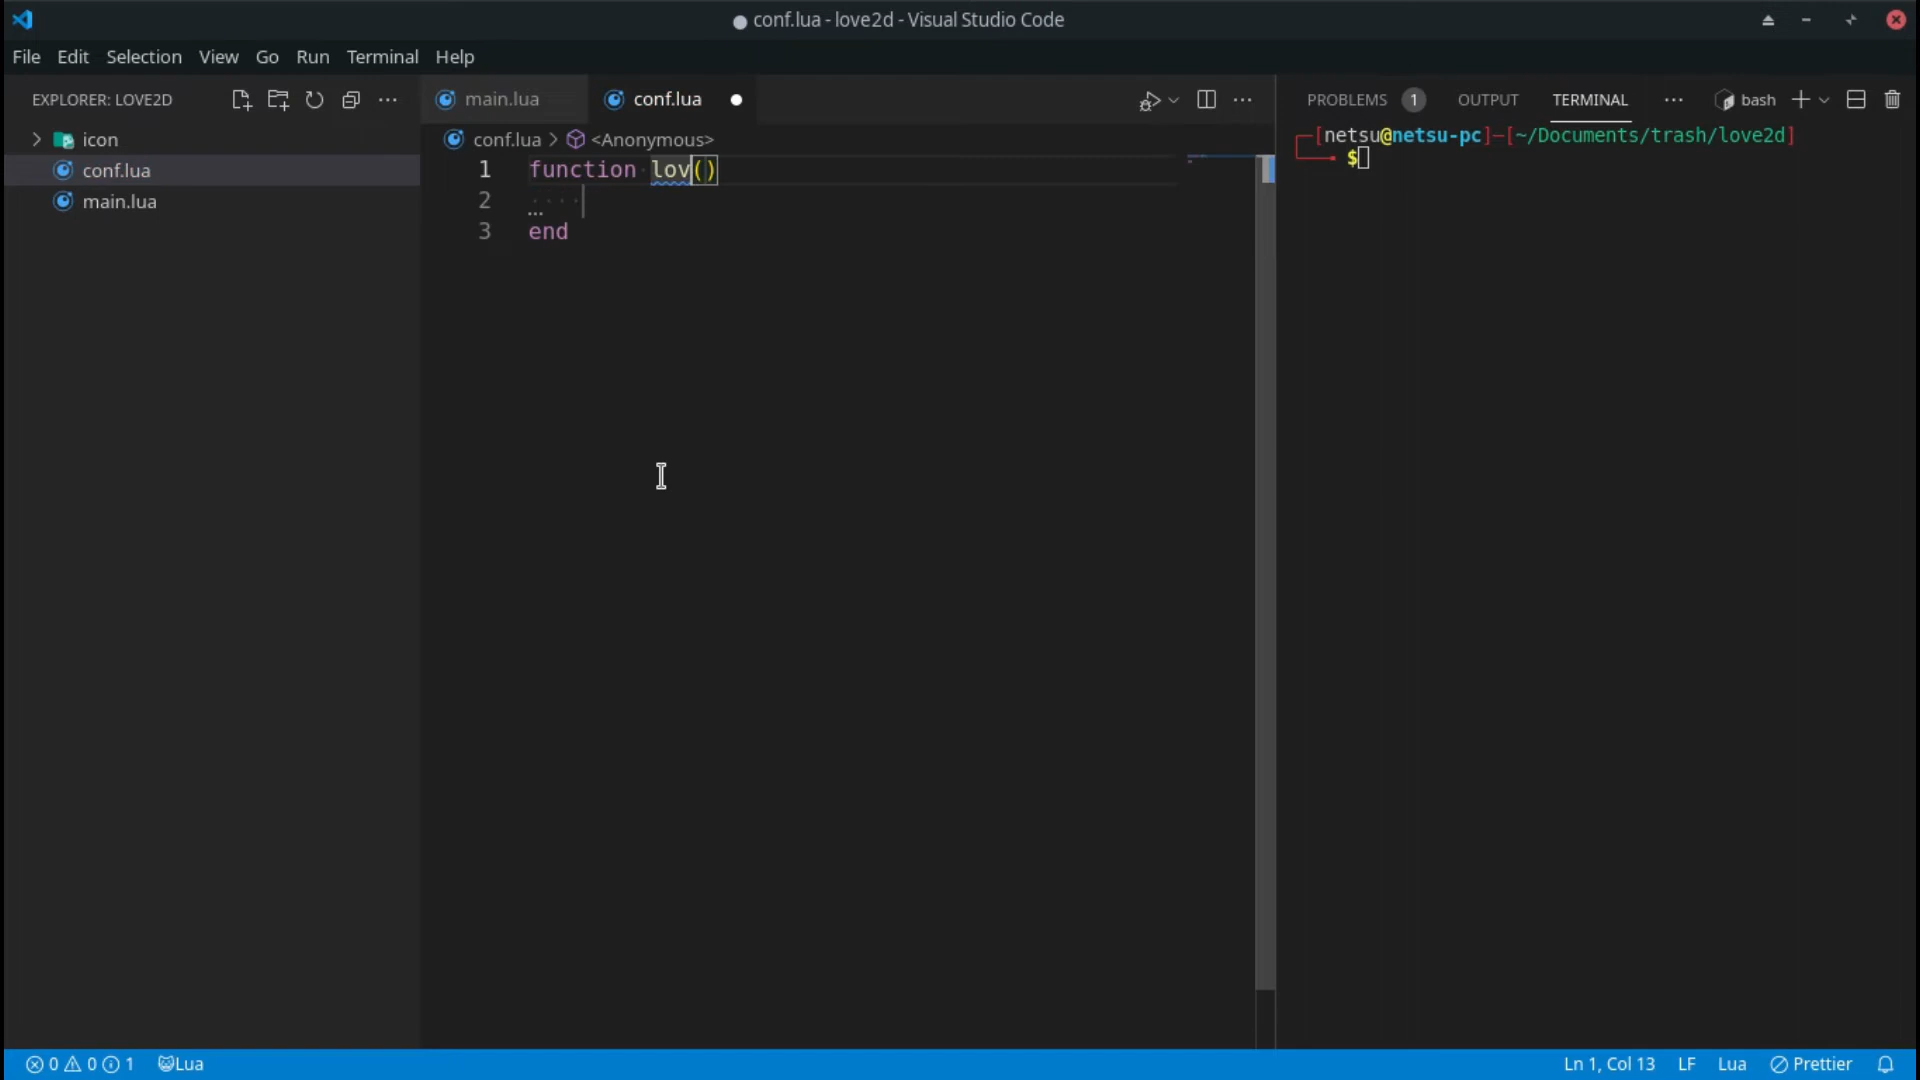 conf.lua - love2d - Visual Studio Code
File Edit Selection View Go Run Terminal Help
EXPLORER: LOVE2D
icon
conf.lua
main.lua
main.lua conf.lua
conf.lua > <Anonymous>
1 function lov()
2
3 end
PROBLEMS 1 OUTPUT TERMINAL ... bash
[netsu@netsu-pc]-[~/Documents/trash/love2d]
$
0 0 1 Lua
Ln 1, Col 13 LF Lua Prettier